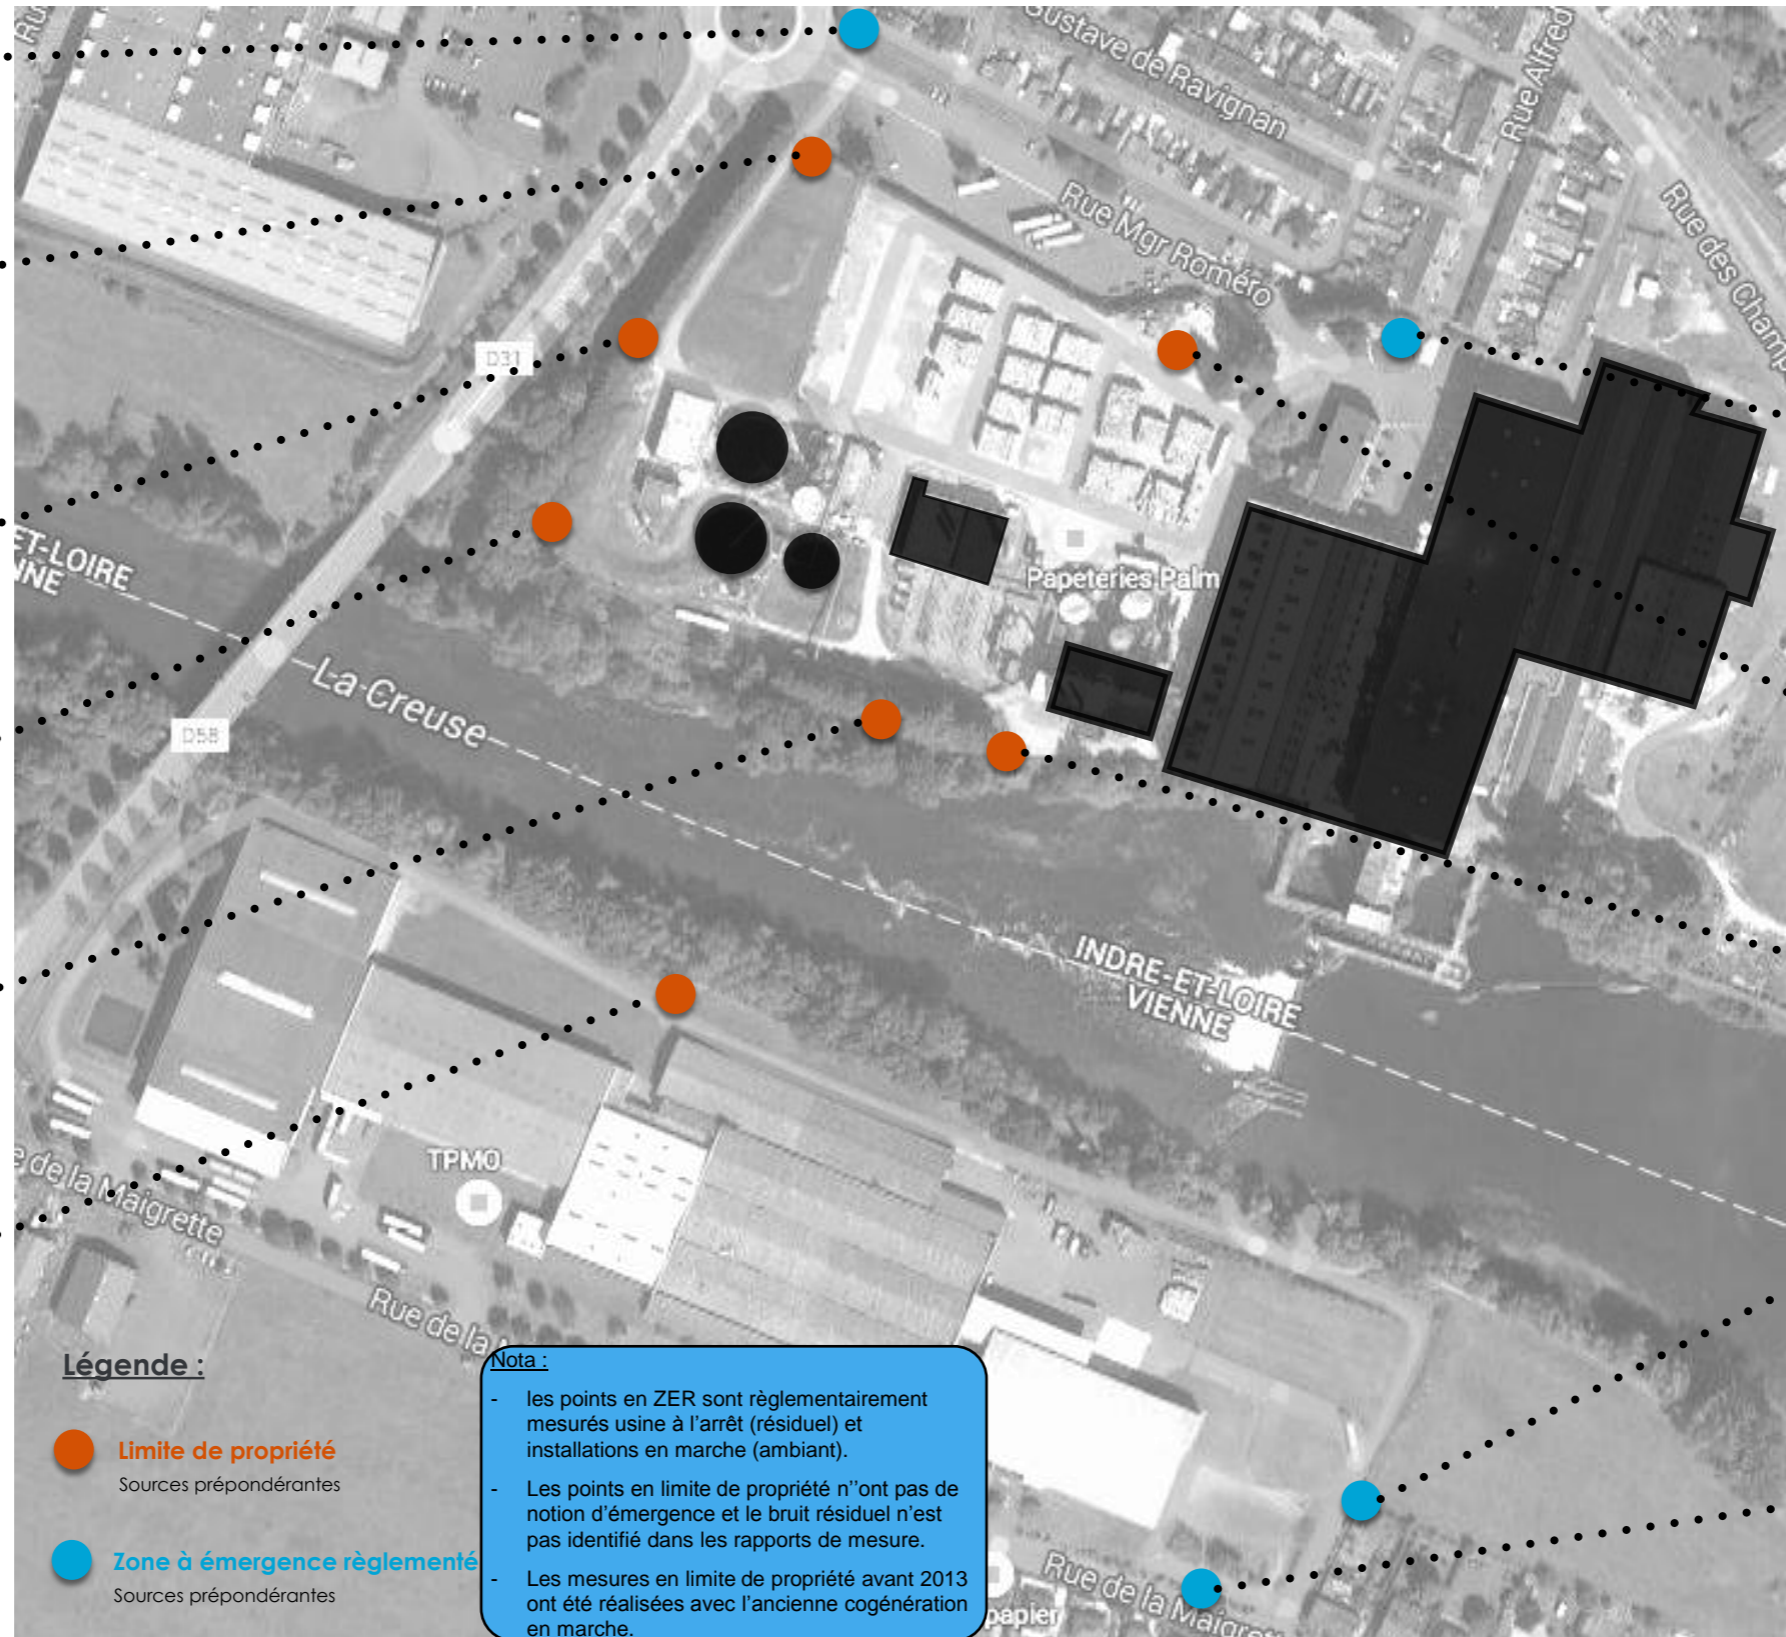 Gustave de Ravignan
Rue Alfred
Rue des Champ
Rue Mgr Roméro
D31
ET-LOIRE
NNE
Papeteries Palm
La Creuse
D58
INDRE-ET-LOIRE
VIENNE
TPMO
e de la Maigrette
Rue de la
Légende :
Limite de propriété
Sources prépondérantes
Zone à émergence règlementé
Sources prépondérantes
Nota :
- les points en ZER sont règlementairement
mesurés usine à l'arrêt (résiduel) et
installations en marche (ambiant).
- Les points en limite de propriété n''ont pas de
notion d'émergence et le bruit résiduel n'est
pas identifié dans les rapports de mesure.
- Les mesures en limite de propriété avant 2013
ont été réalisées avec l'ancienne cogénération
en marche.
papier
Rue de la Maigrett